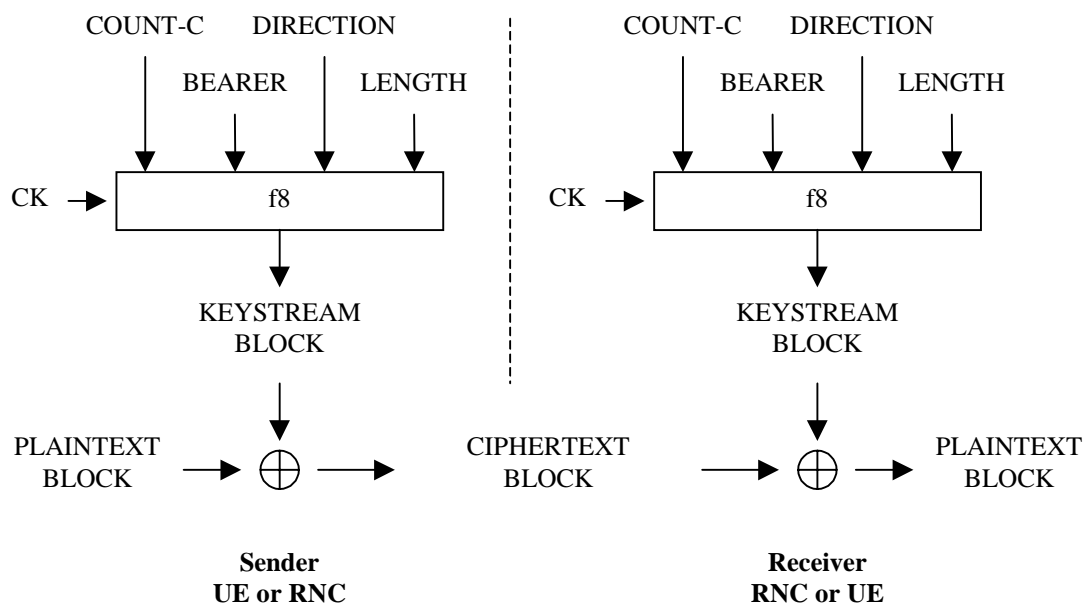 COUNT-C DIRECTION COUNT-C DIRECTION
BEARER LENGTH BEARER LENGTH
CK f8 CK f8
KEYSTREAM KEYSTREAM
BLOCK BLOCK
PLAINTEXT CIPHERTEXT PLAINTEXT
BLOCK BLOCK BLOCK
Sender Receiver
UE or RNC RNC or UE